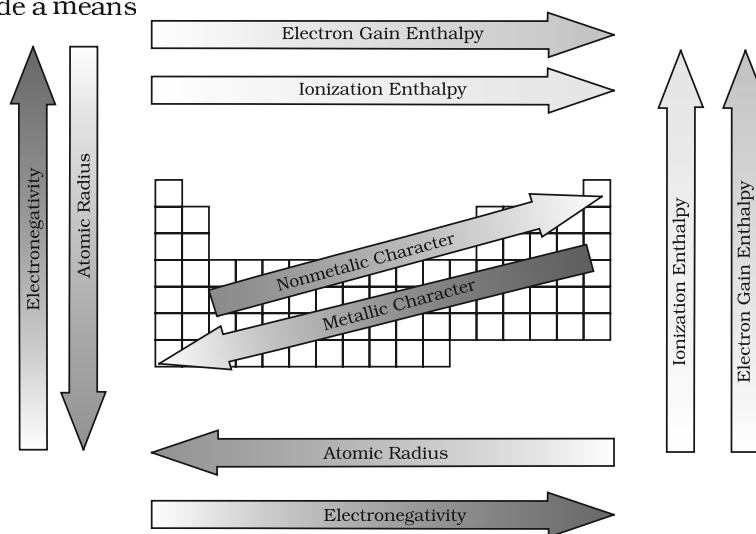 de a means
Electron Gain Enthalpy
Ionization Enthalpy
Electronegativity
Atomic Radius
Nonmetalic Character
Metallic Character
Ionization Enthalpy
Electron Gain Enthalpy
Atomic Radius
Electronegativity